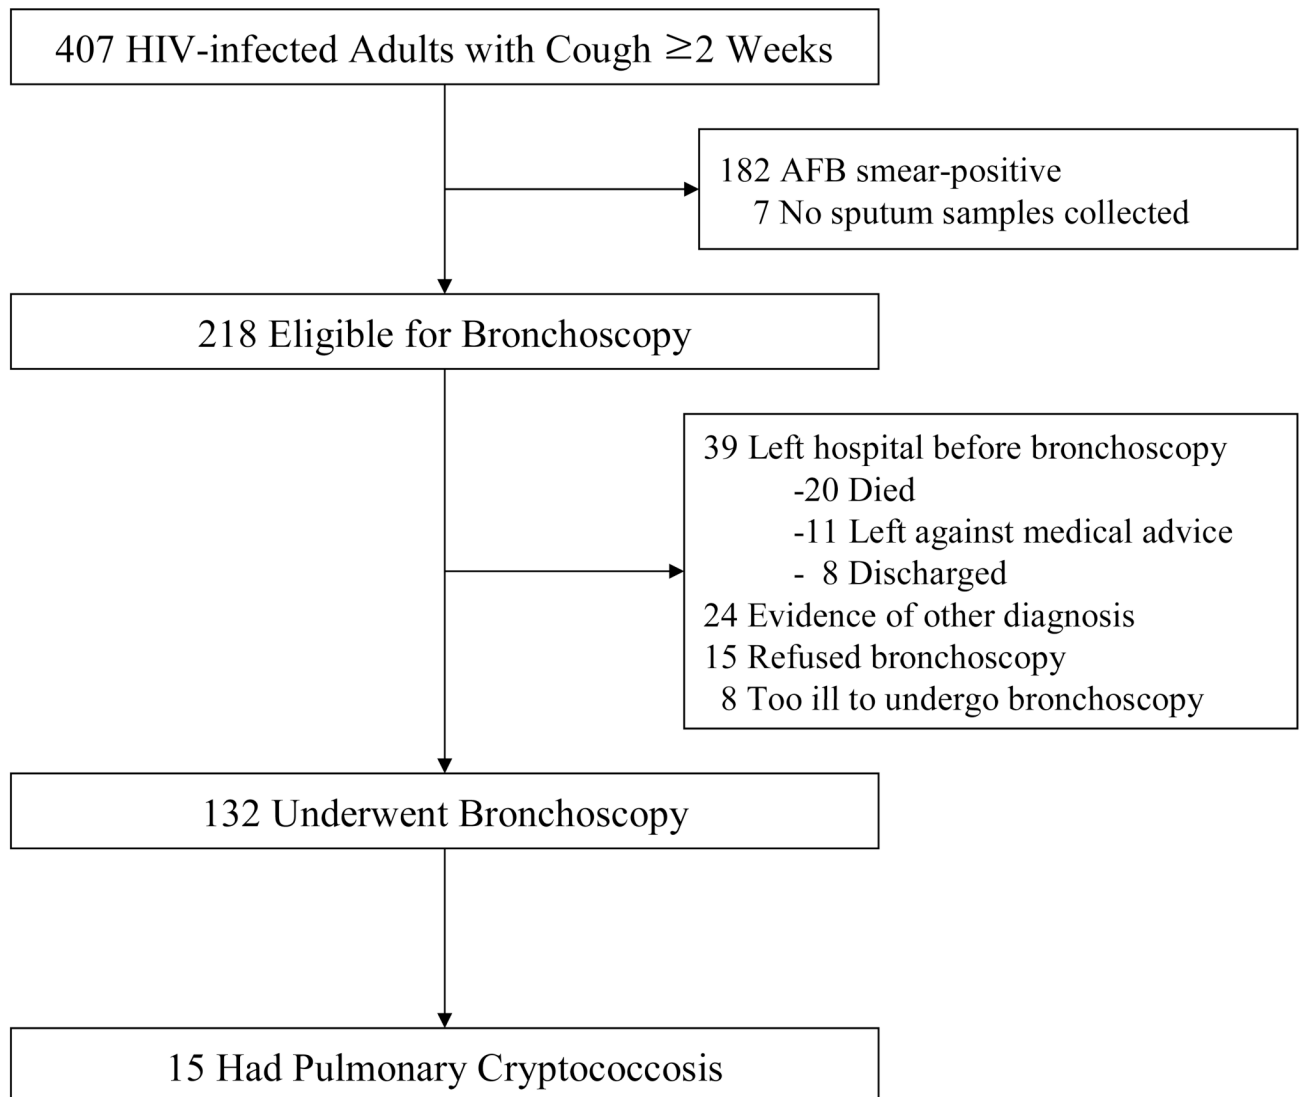 407 HIV-infected Adults with Cough ≥2 Weeks
182 AFB smear-positive
7 No sputum samples collected
218 Eligible for Bronchoscopy
39 Left hospital before bronchoscopy
-20 Died
-11 Left against medical advice
- 8 Discharged
24 Evidence of other diagnosis
15 Refused bronchoscopy
8 Too ill to undergo bronchoscopy
132 Underwent Bronchoscopy
15 Had Pulmonary Cryptococcosis